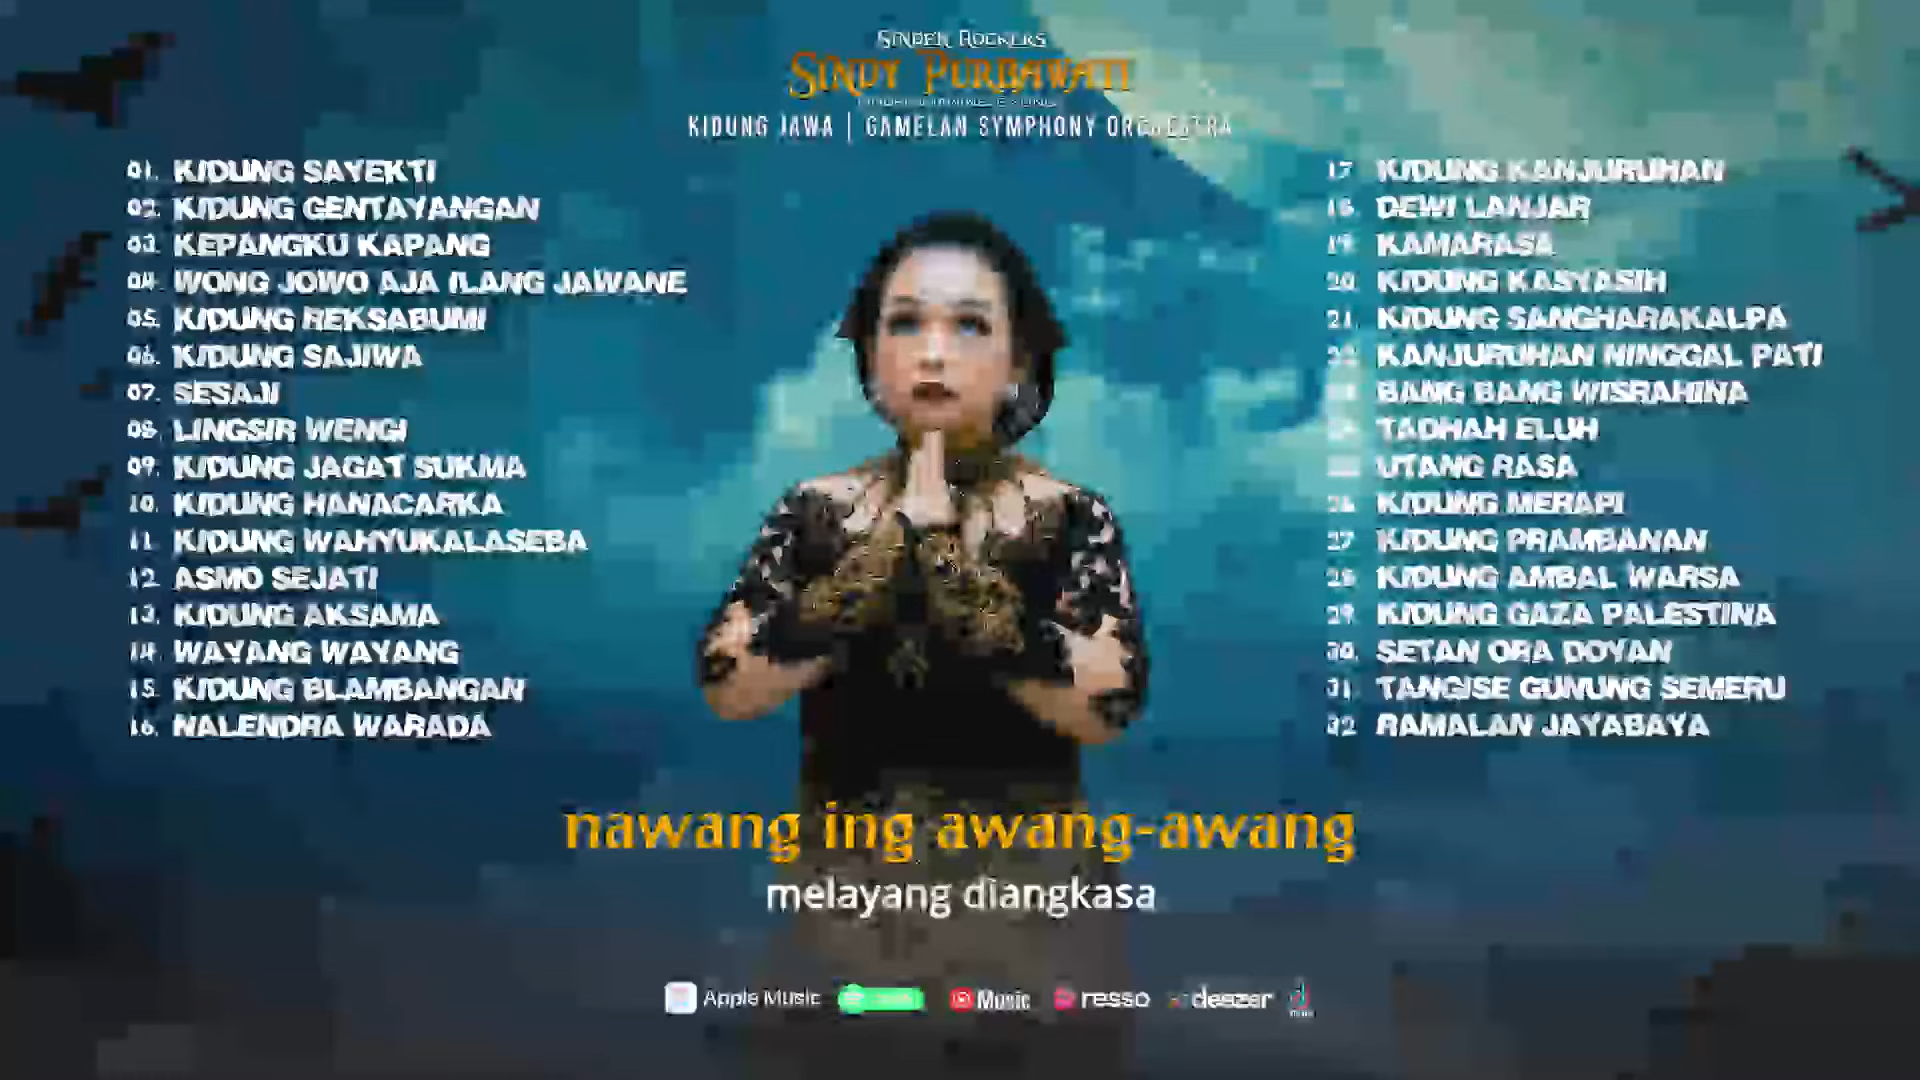 SINDEN ROCKERS
SINDY PURBAWATI
KIDUNG JAWA | GAMELAN SYMPHONY ORCHESTRA
01. KIDUNG SAYEKTI
02. KIDUNG GENTAYANGAN
03. KEPANGKU KAPANG
04. WONG JOWO AJA ILANG JAWANE
05. KIDUNG REKSABUMI
06. KIDUNG SAJIWA
07. SESAJI
08. LINGSIR WENGI
09. KIDUNG JAGAT SUKMA
10. KIDUNG HANACARKA
11. KIDUNG WAHYUKALASEBA
12. ASMO SEJATI
13. KIDUNG AKSAMA
14. WAYANG WAYANG
15. KIDUNG BLAMBANGAN
16. NALENDRA WARADA
17. KIDUNG KANJURUHAN
18. DEWI LANJAR
19. KAMARASA
20. KIDUNG KASYASIH
21. KIDUNG SANGHARAKALPA
22. KANJURUHAN NINGGAL PATI
BANG BANG WISRAHINA
TADHAH ELUH
UTANG RASA
26. KIDUNG MERAPI
27. KIDUNG PRAMBANAN
28. KIDUNG AMBAL WARSA
29. KIDUNG GAZA PALESTINA
30. SETAN ORA DOYAN
31. TANGISE GUNUNG SEMERU
32. RAMALAN JAYABAYA
nawang ing awang-awang
melayang diangkasa
Apple Music
Music
resso
deezer